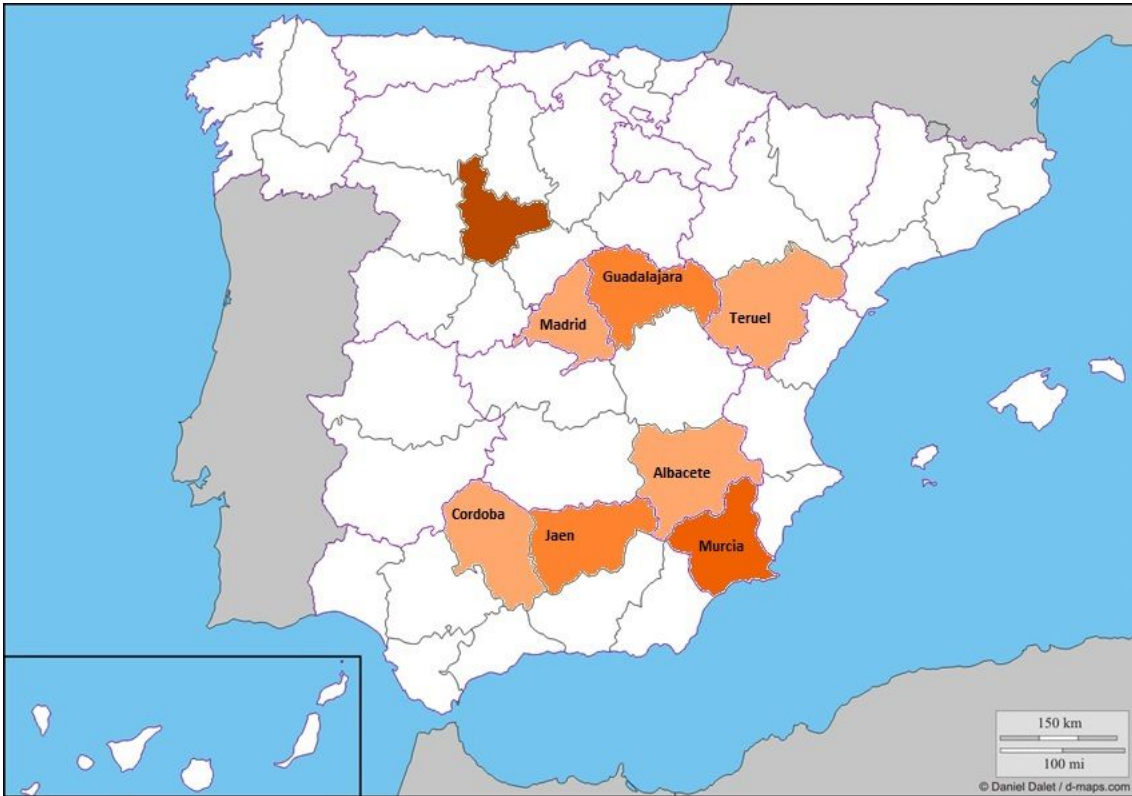 Guadalajara
Madrid
Teruel
Albacete
Cordoba
Jaen
Murcia
150 km
100 mi
© Daniel Dalet / d-maps.com